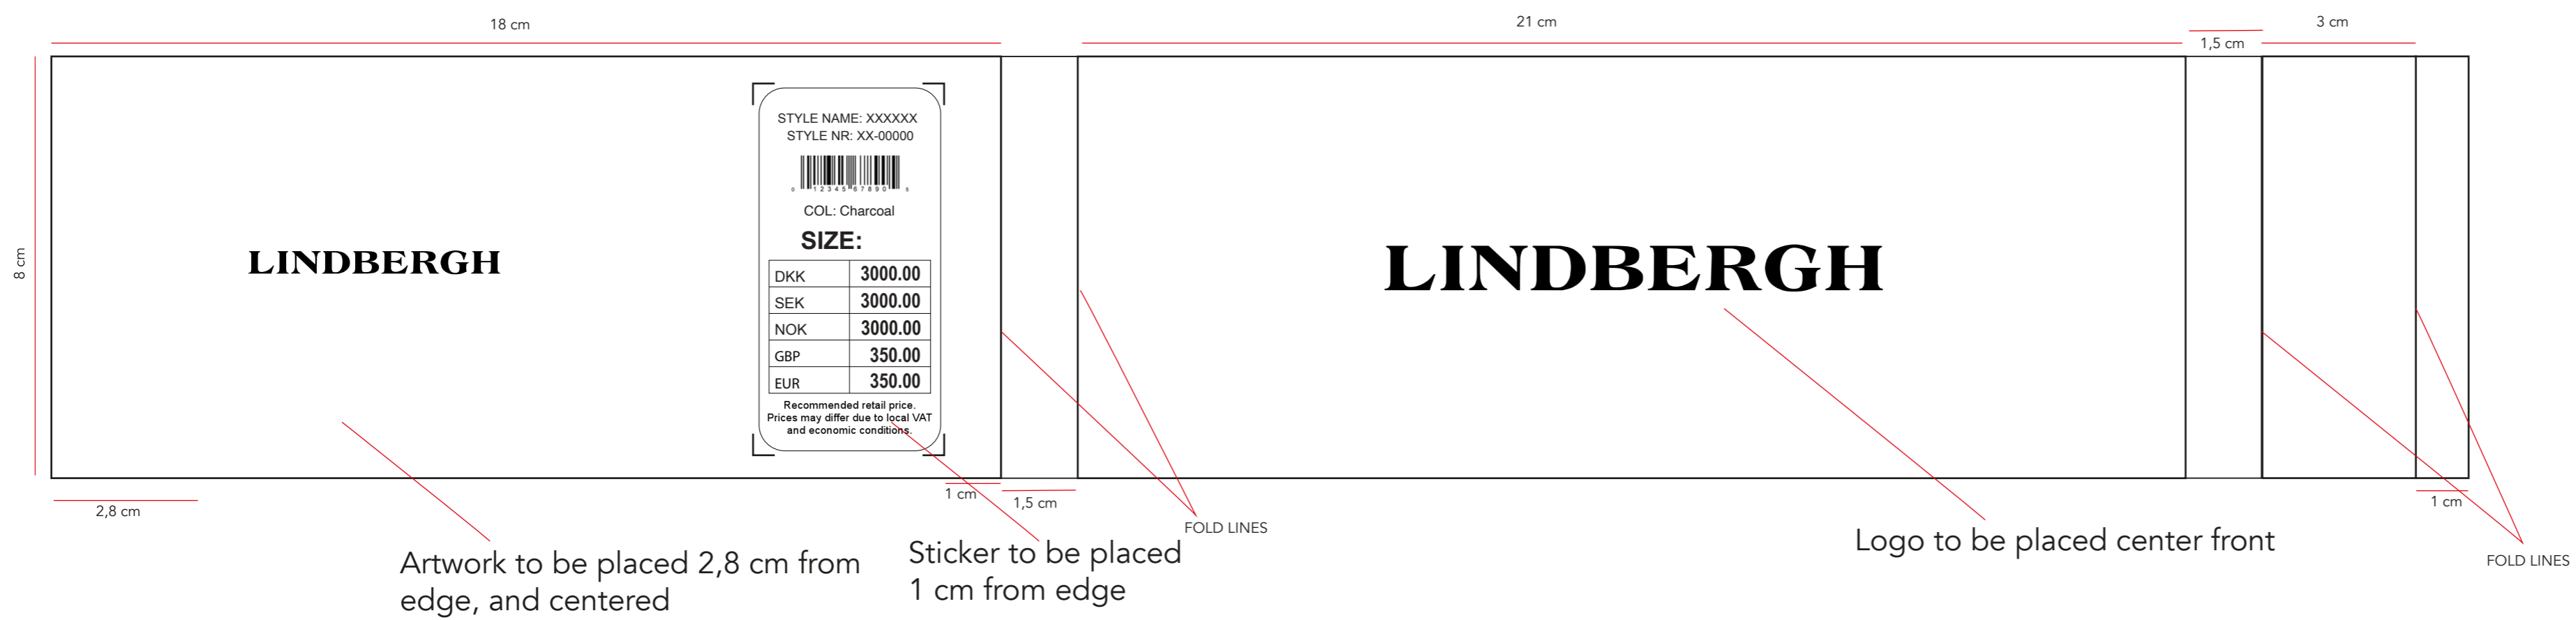 18 cm
21 cm
1,5 cm
3 cm
8 cm
STYLE NAME: XXXXXX
STYLE NR: XX-00000
0 12345 67890 5
COL: Charcoal
SIZE:
DKK 3000.00
SEK 3000.00
NOK 3000.00
GBP 350.00
EUR 350.00
Recommended retail price.
Prices may differ due to local VAT
and economic conditions.
LINDBERGH
LINDBERGH
2,8 cm
1 cm
1,5 cm
1 cm
FOLD LINES
FOLD LINES
Artwork to be placed 2,8 cm from
edge, and centered
Sticker to be placed
1 cm from edge
Logo to be placed center front